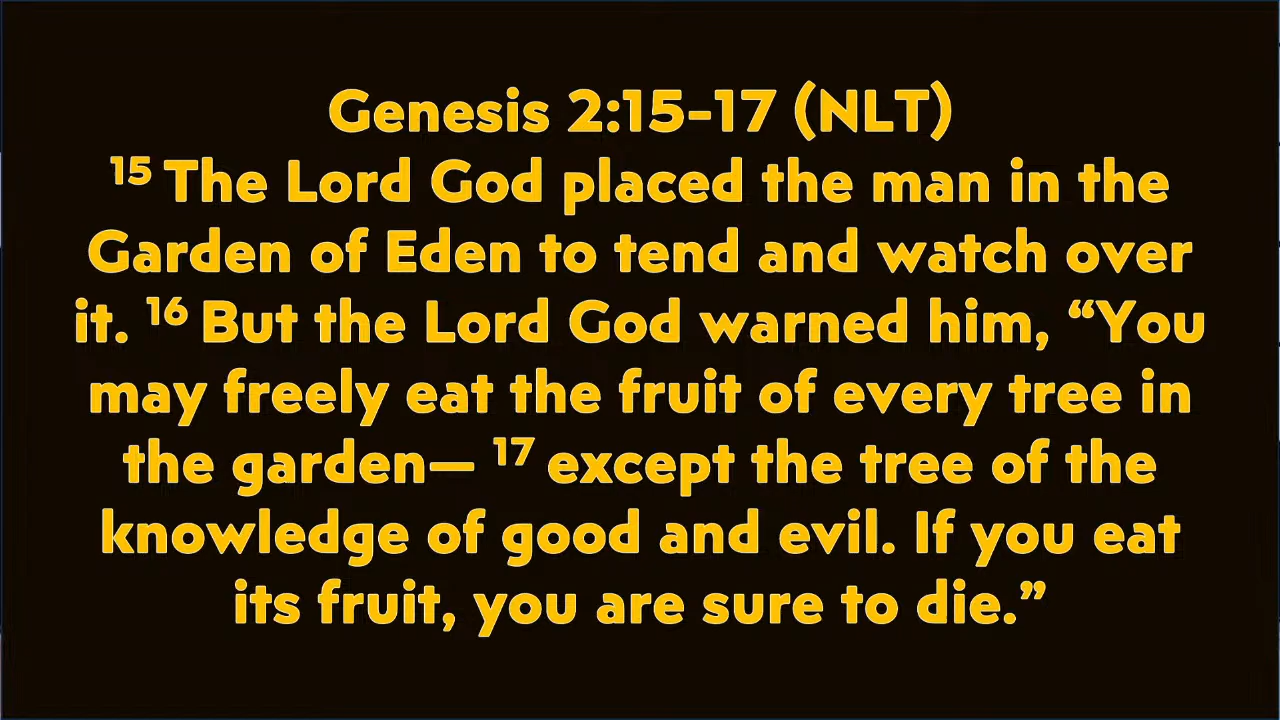 Genesis 2:15-17 (NLT)
¹⁵ The Lord God placed the man in the
Garden of Eden to tend and watch over
it. ¹⁶ But the Lord God warned him, “You
may freely eat the fruit of every tree in
the garden— ¹⁷ except the tree of the
knowledge of good and evil. If you eat
its fruit, you are sure to die.”